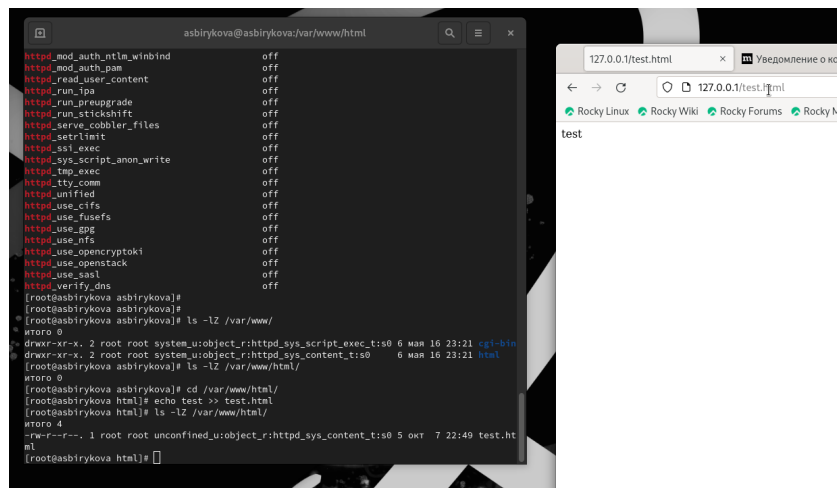 asbirykova@asbirykova:/var/www/html
httpd_mod_auth_ntlm_winbind off
httpd_mod_auth_pam off
httpd_read_user_content off
httpd_run_ipa off
httpd_run_preupgrade off
httpd_run_stickshift off
httpd_serve_cobbler_files off
httpd_setrlimit off
httpd_ssi_exec off
httpd_sys_script_anon_write off
httpd_tmp_exec off
httpd_tty_comm off
httpd_unified off
httpd_use_cifs off
httpd_use_fusefs off
httpd_use_gpg off
httpd_use_nfs off
httpd_use_opencryptoki off
httpd_use_openstack off
httpd_use_sasl off
httpd_verify_dns off
[root@asbirykova asbirykova]#
[root@asbirykova asbirykova]#
[root@asbirykova asbirykova]# ls -lZ /var/www/
итого 0
drwxr-xr-x. 2 root root system_u:object_r:httpd_sys_script_exec_t:s0 6 мая 16 23:21 cgi-bin
drwxr-xr-x. 2 root root system_u:object_r:httpd_sys_content_t:s0 6 мая 16 23:21 html
[root@asbirykova asbirykova]# ls -lZ /var/www/html/
итого 0
[root@asbirykova asbirykova]# cd /var/www/html/
[root@asbirykova html]# echo test >> test.html
[root@asbirykova html]# ls -lZ /var/www/html/
итого 4
-rw-r--r--. 1 root root unconfined_u:object_r:httpd_sys_content_t:s0 5 окт 7 22:49 test.ht
ml
[root@asbirykova html]#
127.0.0.1/test.html × m Уведомление о ко
127.0.0.1/test.html
Rocky Linux Rocky Wiki Rocky Forums Rocky M
test